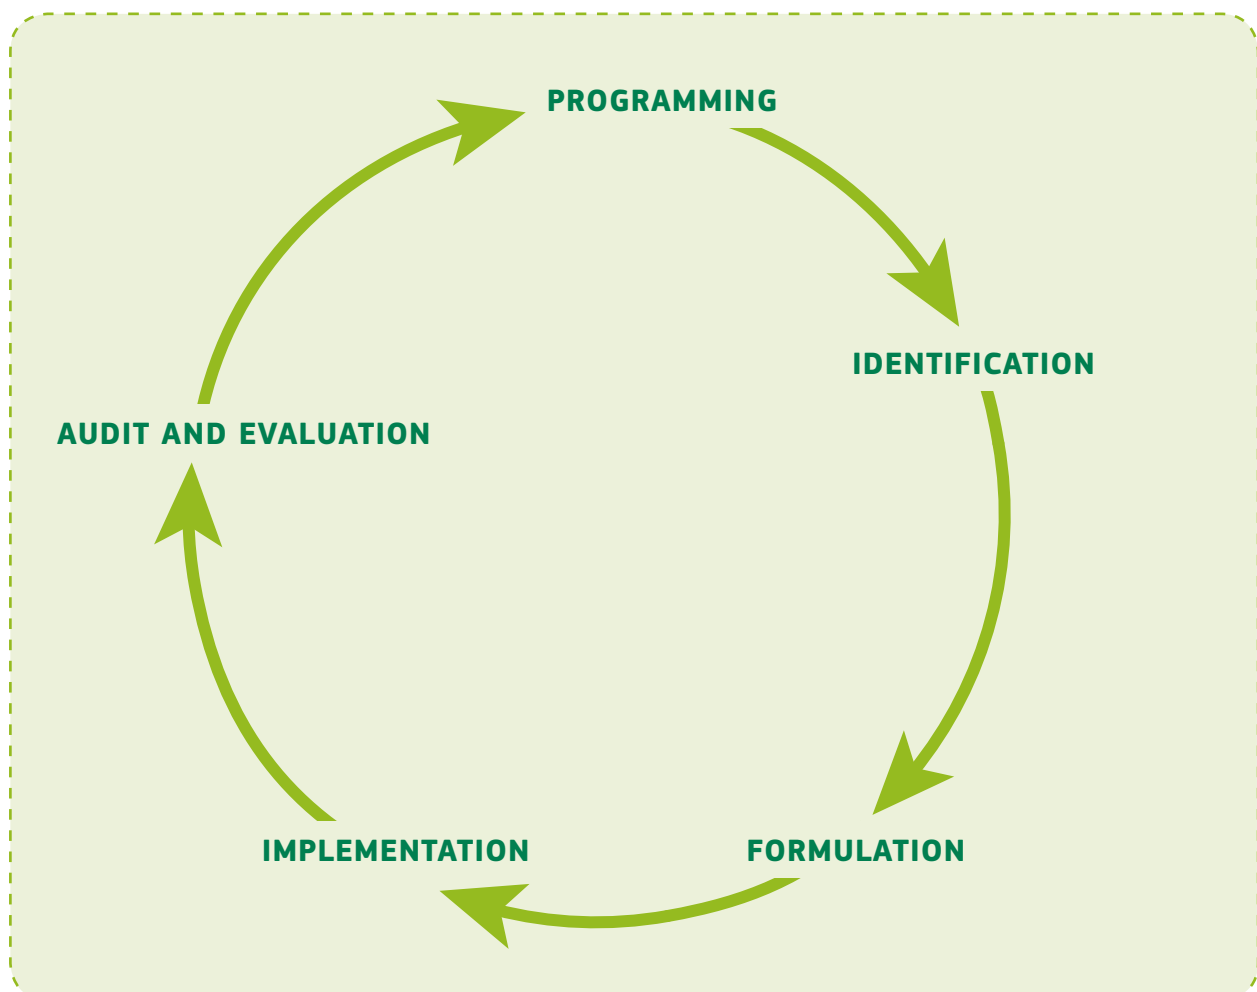 PROGRAMMING
IDENTIFICATION
FORMULATION
IMPLEMENTATION
AUDIT AND EVALUATION